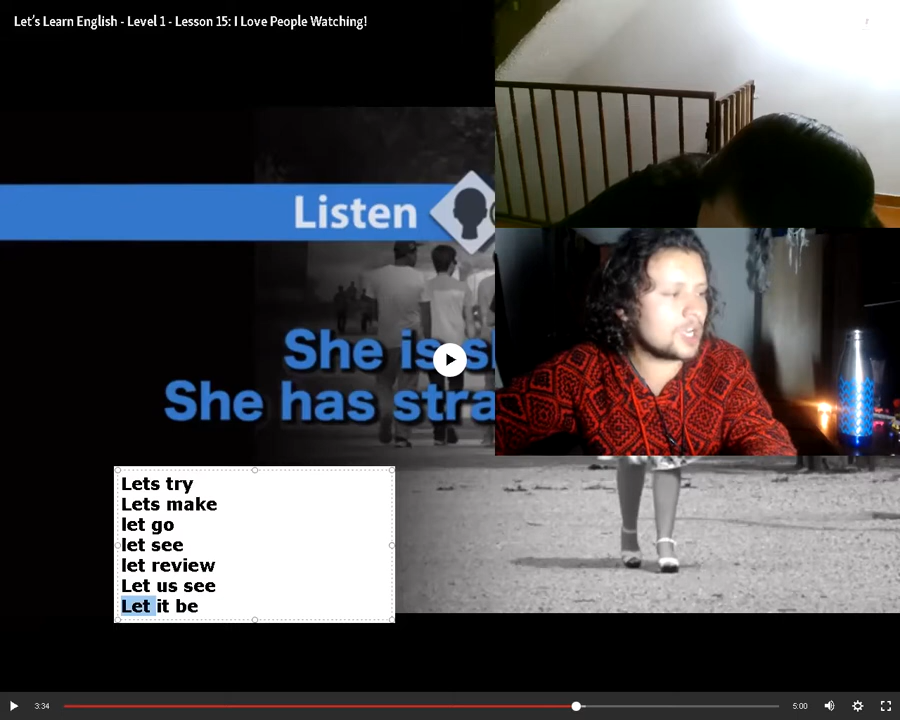 Let's Learn English - Level 1 - Lesson 15: I Love People Watching!
Listen
She is
She has
Lets try
Lets make
let go
let see
let review
Let us see
Let it be
3:34
5:00